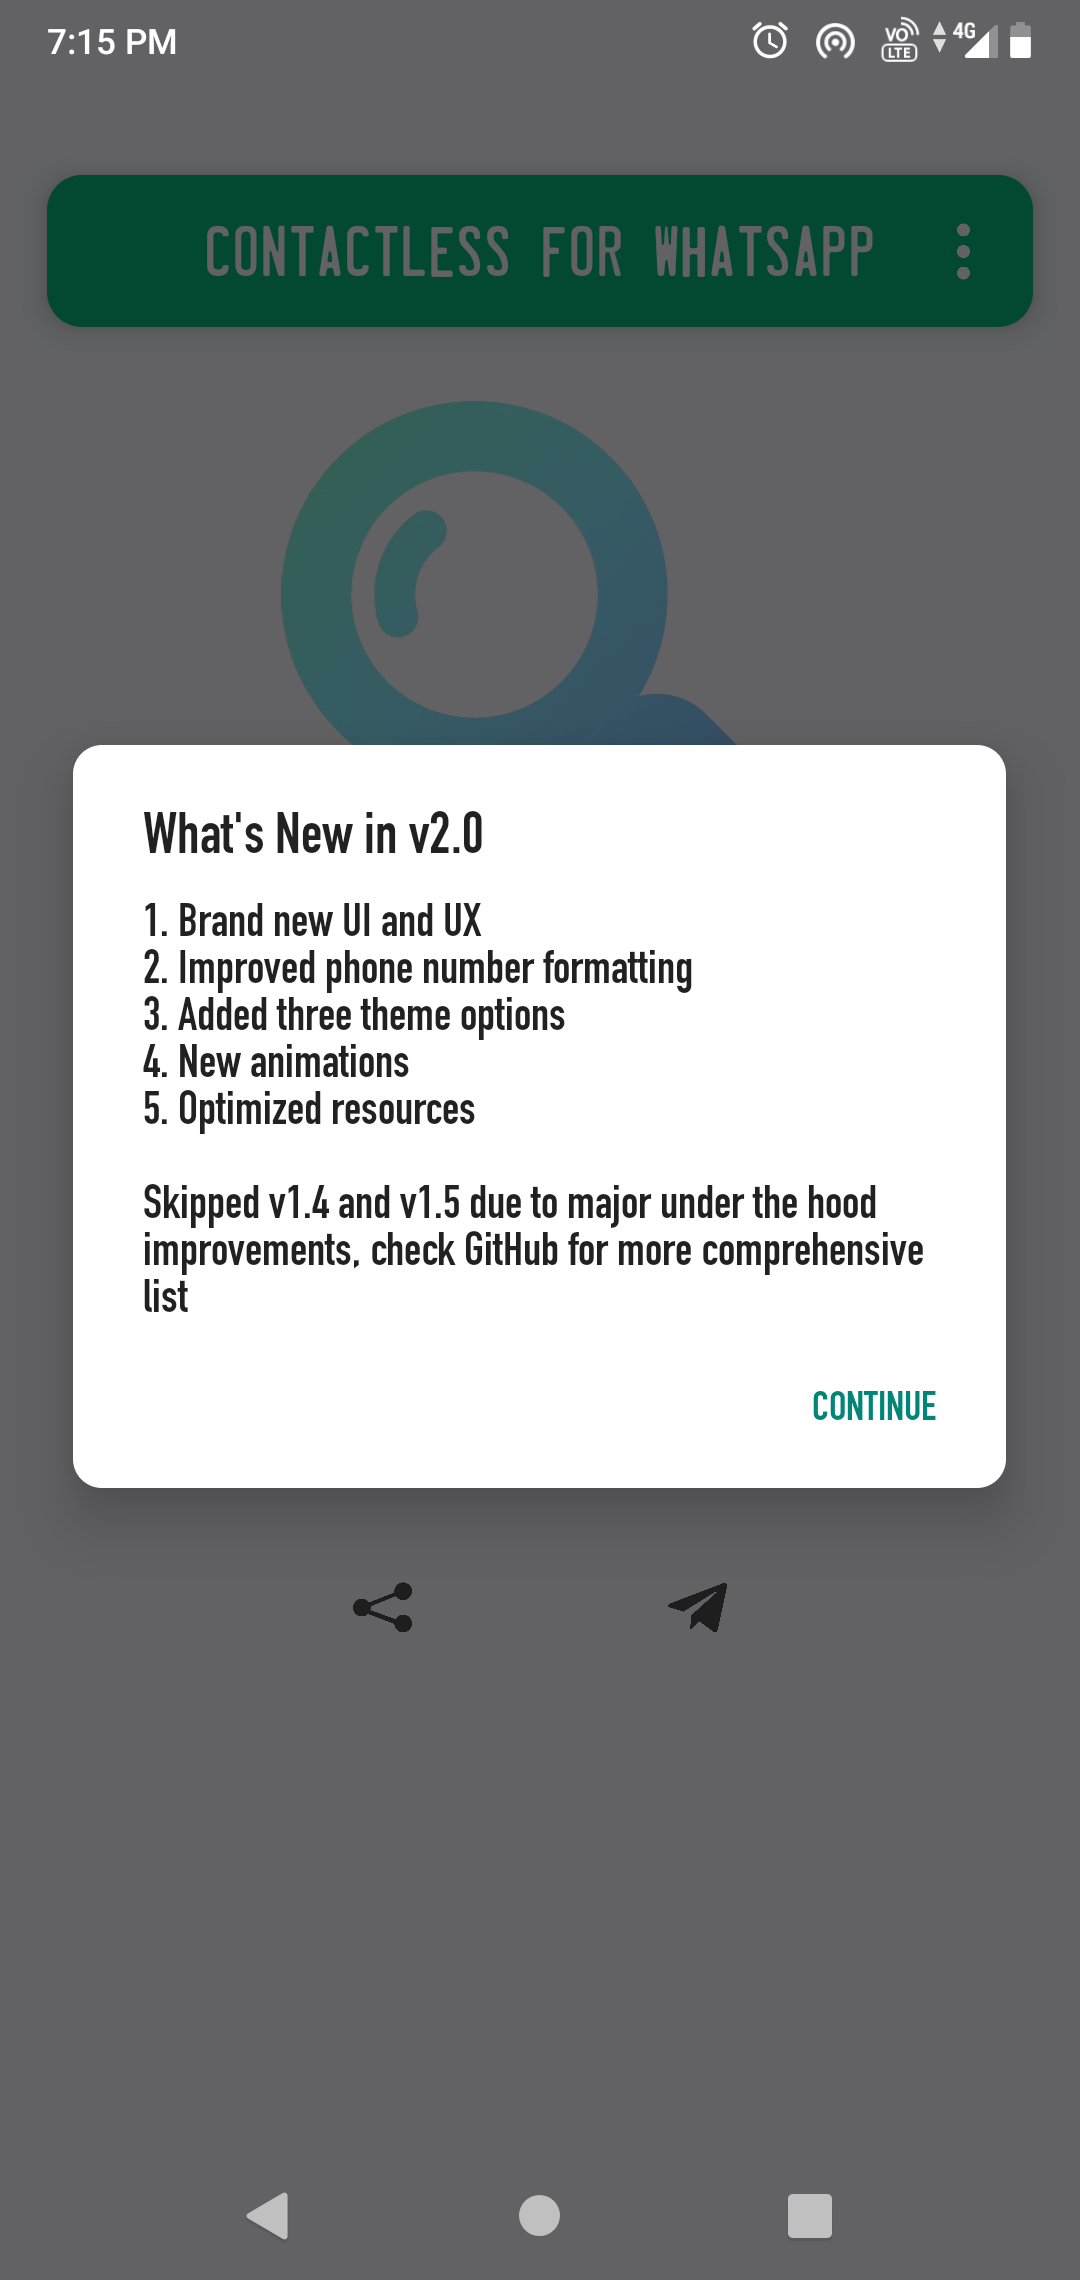 7:15 PM
VO
LTE
4G
CONTACTLESS FOR WHATSAPP
What's New in v2.0
1. Brand new UI and UX
2. Improved phone number formatting
3. Added three theme options
4. New animations
5. Optimized resources
Skipped v1.4 and v1.5 due to major under the hood
improvements, check GitHub for more comprehensive
list
CONTINUE